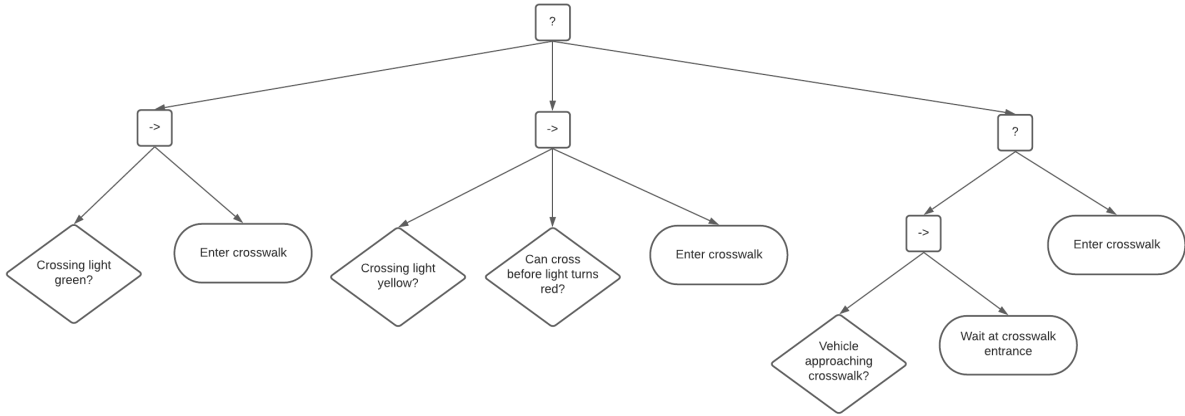 ?
->
->
?
Crossing light
green?
Enter crosswalk
Crossing light
yellow?
Can cross
before light turns
red?
Enter crosswalk
->
Enter crosswalk
Vehicle
approaching
crosswalk?
Wait at crosswalk
entrance